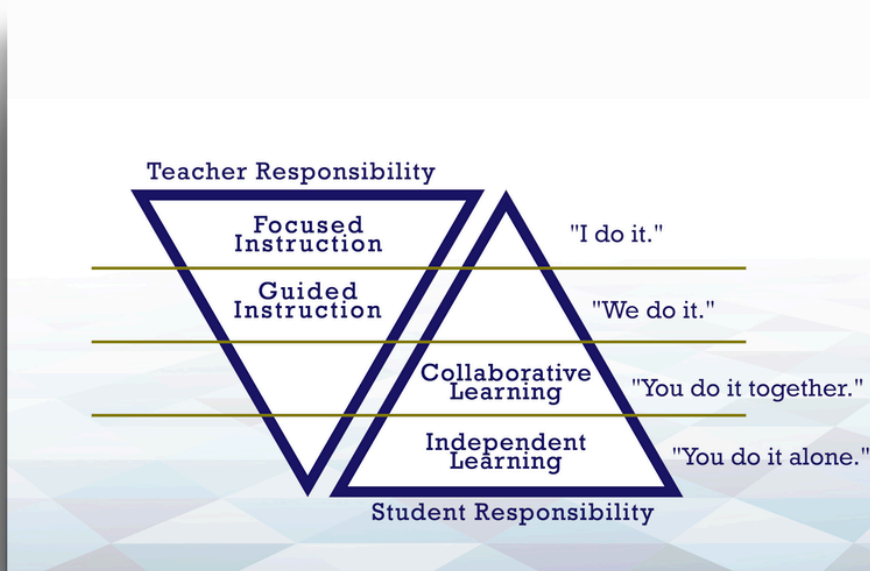 Teacher Responsibility
Focused
Instruction
"I do it."
Guided
Instruction
"We do it."
Collaborative
Learning
"You do it together."
Independent
Learning
"You do it alone."
Student Responsibility